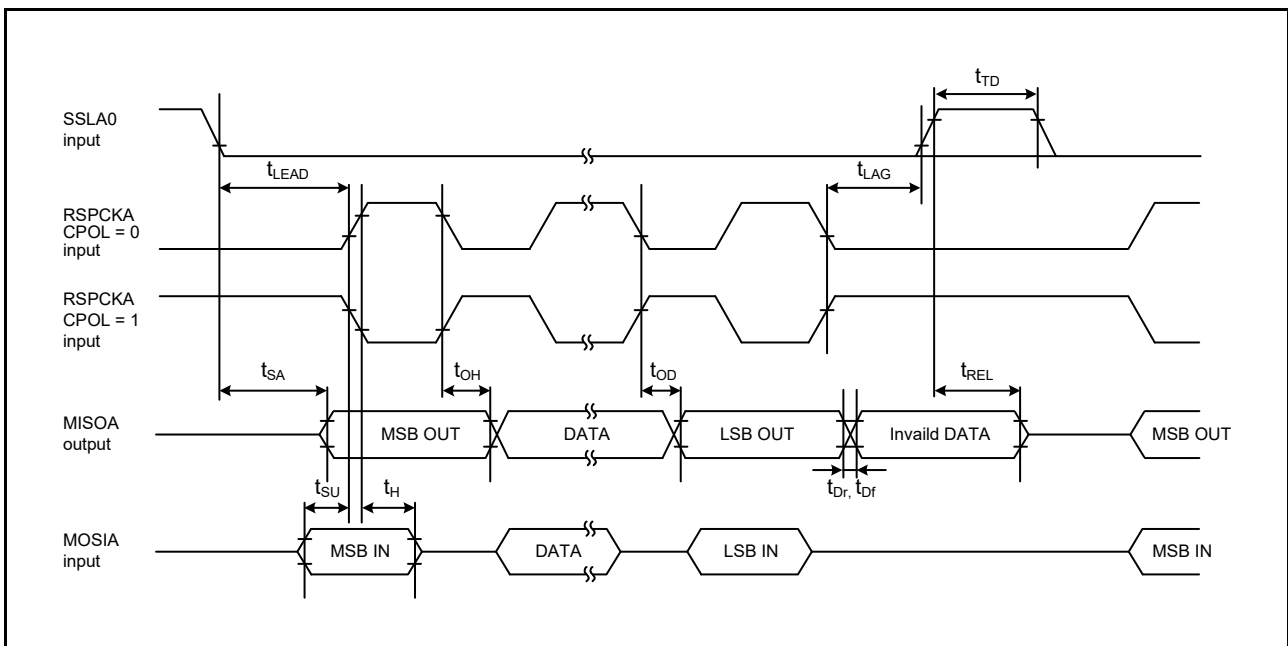 tTD
SSLA0
input
tLEAD
tLAG
RSPCKA
CPOL = 0
input
RSPCKA
CPOL = 1
input
tSA
tOH
tOD
tREL
MISOA
output
MSB OUT
DATA
LSB OUT
Invaild DATA
MSB OUT
tSU
tH
tDr, tDf
MOSIA
input
MSB IN
DATA
LSB IN
MSB IN